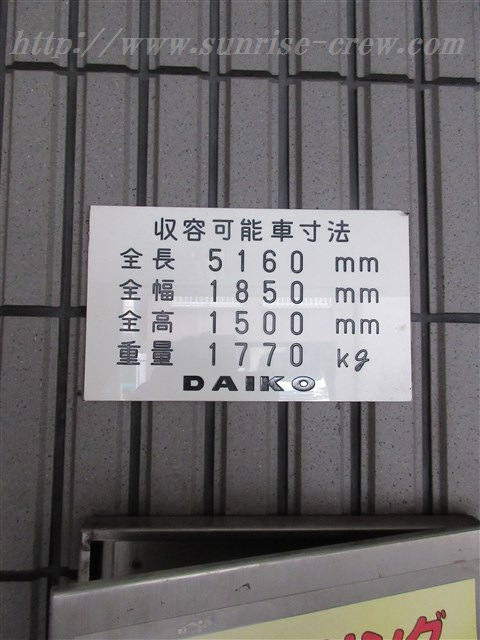 http://www.sunrise-crew.com/
収容可能車寸法
全長 5160 mm
全幅 1850 mm
全高 1500 mm
重量 1770 kg
DAIKO